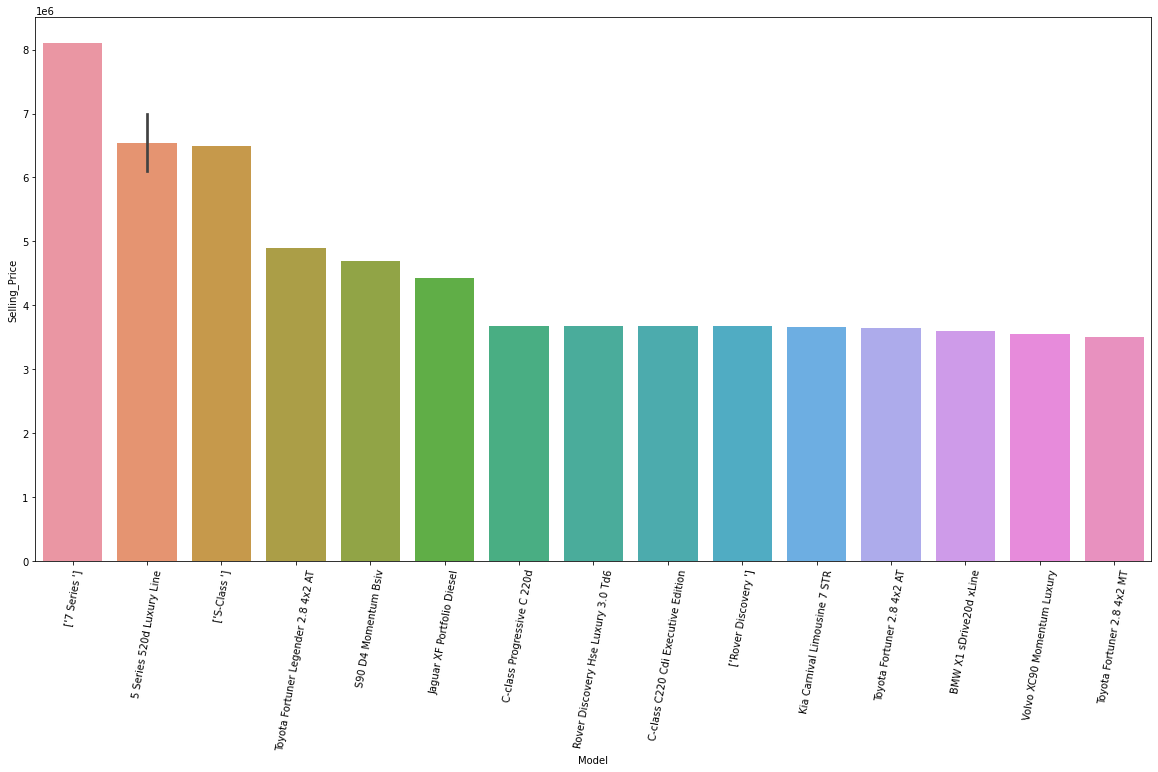 1e6
8
7
6
5
4
3
2
1
0
Selling_Price
['7 Series ']
5 Series 520d Luxury Line
['S-Class ']
Toyota Fortuner Legender 2.8 4x2 AT
S90 D4 Momentum Bsiv
Jaguar XF Portfolio Diesel
C-class Progressive C 220d
Rover Discovery Hse Luxury 3.0 Td6
C-class C220 Cdi Executive Edition
['Rover Discovery ']
Kia Carnival Limousine 7 STR
Toyota Fortuner 2.8 4x2 AT
BMW X1 sDrive20d xLine
Volvo XC90 Momentum Luxury
Toyota Fortuner 2.8 4x2 MT
Model